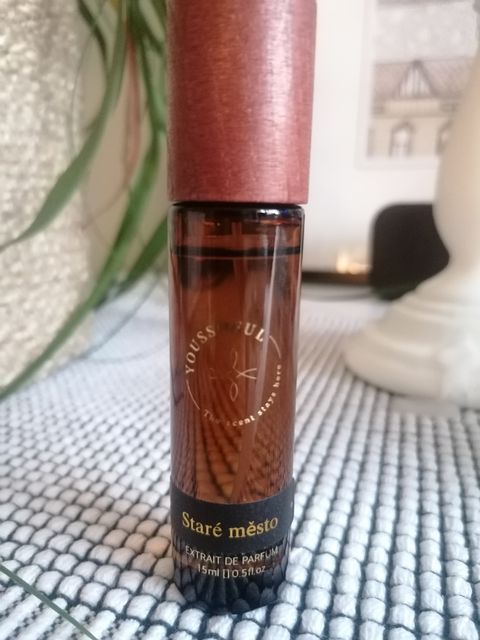 The scent stays here
Staré město
EXTRAIT DE PARFUM
15ml [] 0.5fl.oz